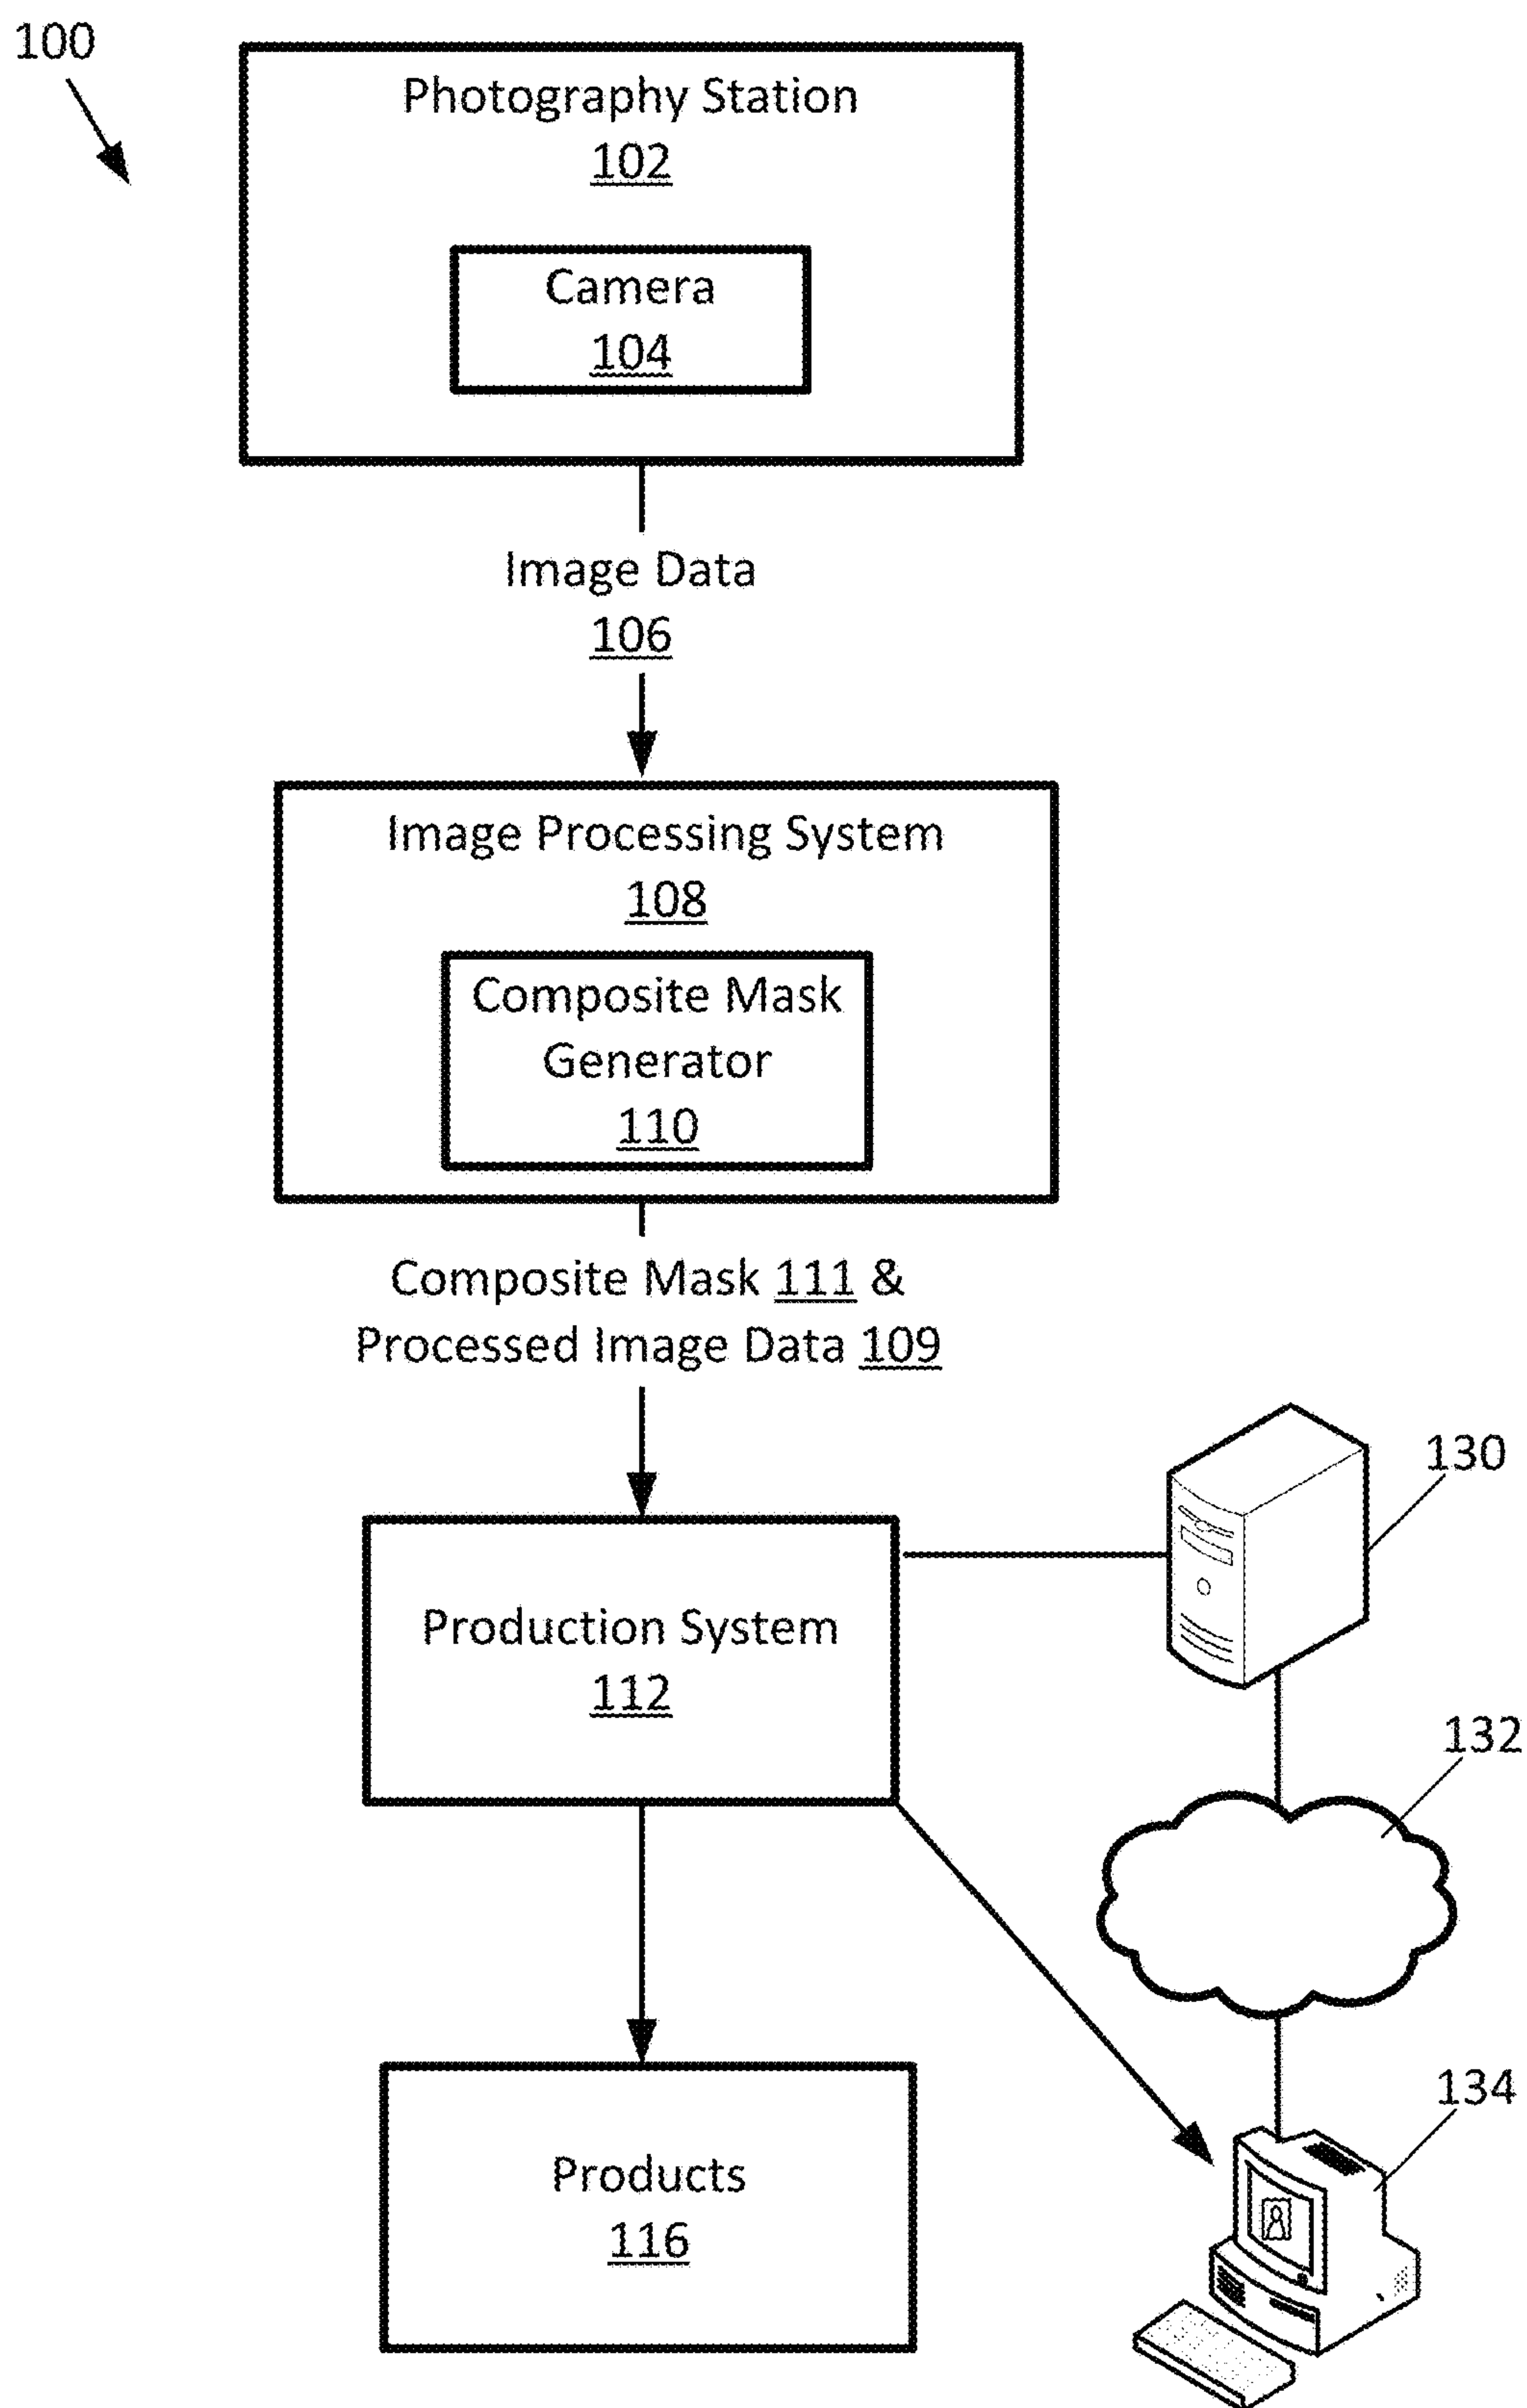 100
Photography Station
102
Camera
104
Image Data
106
Image Processing System
108
Composite Mask
Generator
110
Composite Mask 111 &
Processed Image Data 109
130
Production System
112
132
134
Products
116